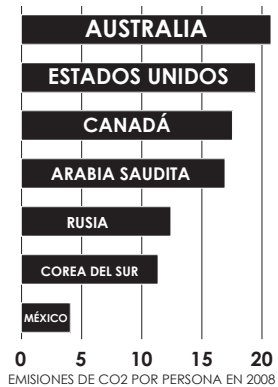 AUSTRALIA
ESTADOS UNIDOS
CANADÁ
ARABIA SAUDITA
RUSIA
COREA DEL SUR
MÉXICO
0 5 10 15 20
EMISIONES DE CO2 POR PERSONA EN 2008